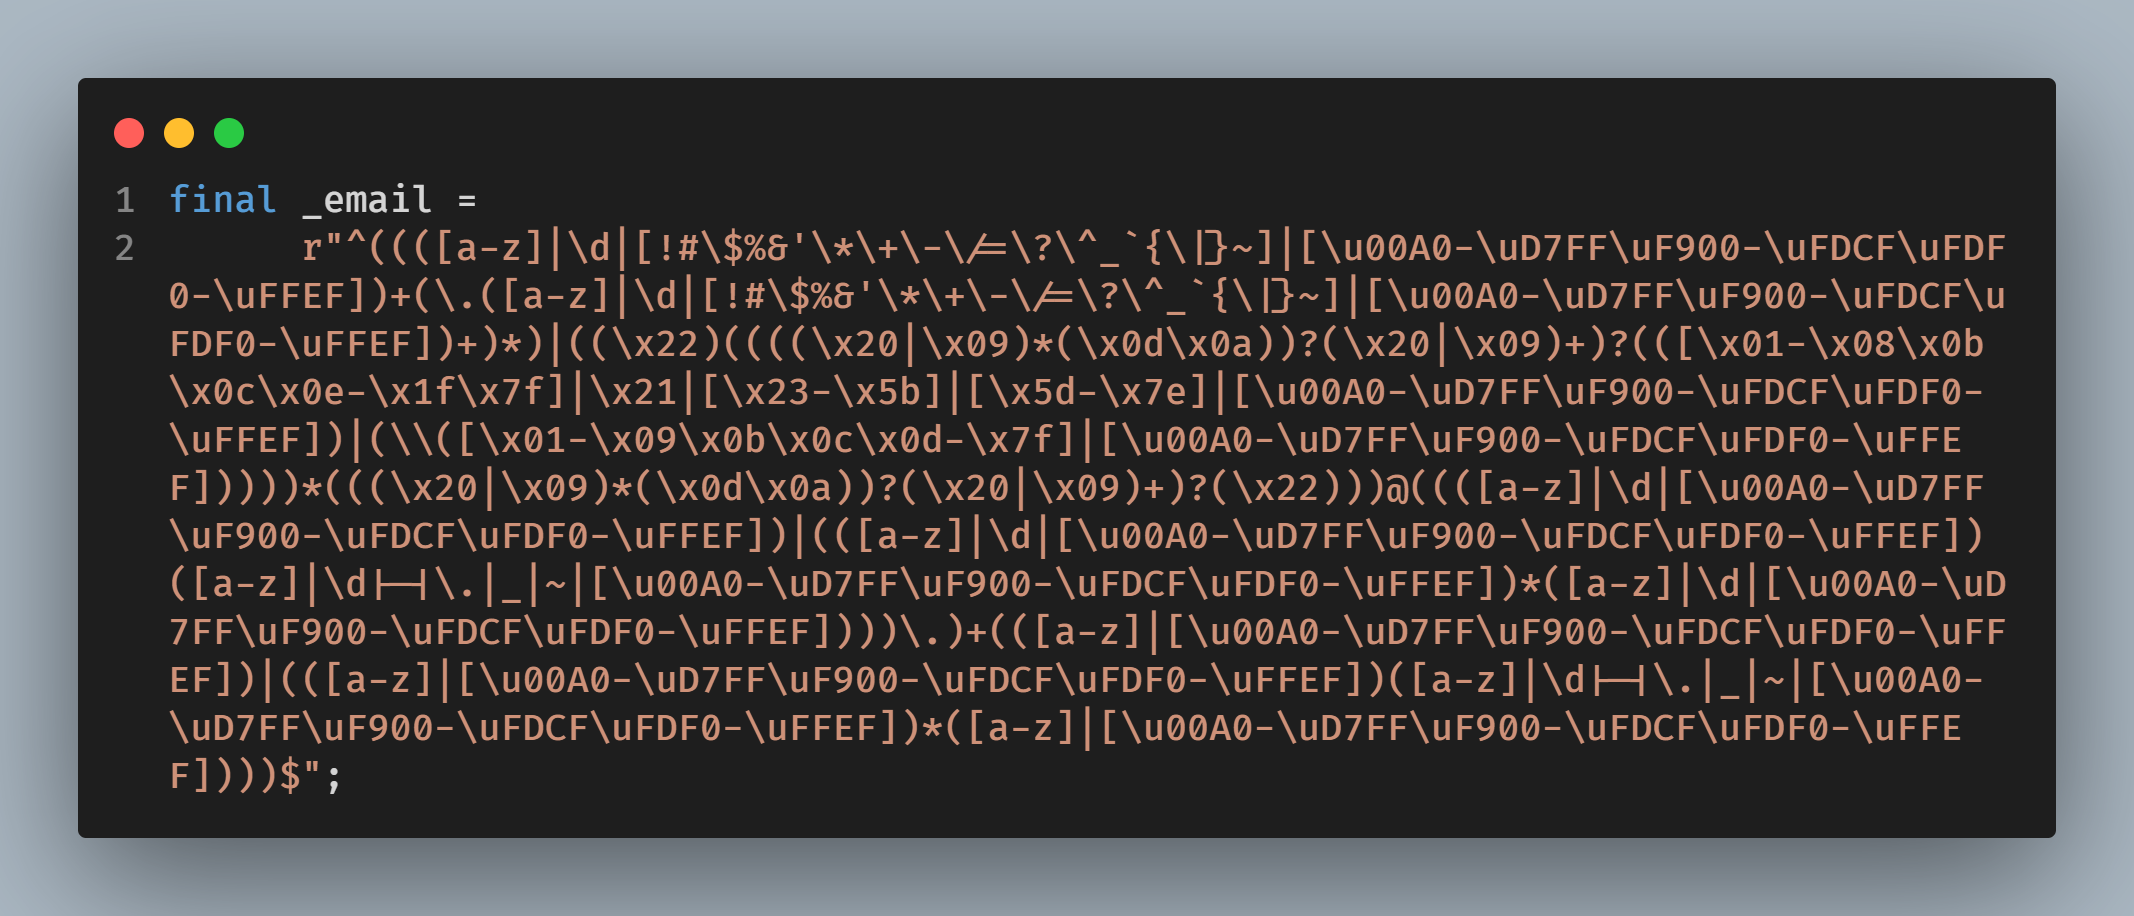 1 final _email =
2 r"^((([a-z]|\d|[!#\$%&'\*\+\-\/=\?\^_`{\|}~]|[\u00A0-\uD7FF\uF900-\uFDCF\uFDF
0-\uFFEF])+(\.([a-z]|\d|[!#\$%&'\*\+\-\/=\?\^_`{\|}~]|[\u00A0-\uD7FF\uF900-\uFDCF\u
FDF0-\uFFEF])+)*)|((\x22)((((\x20|\x09)*(\x0d\x0a))?(\x20|\x09)+)?(([\x01-\x08\x0b
\x0c\x0e-\x1f\x7f]|\x21|[\x23-\x5b]|[\x5d-\x7e]|[\u00A0-\uD7FF\uF900-\uFDCF\uFDF0-
\uFFEF])|(\\([\x01-\x09\x0b\x0c\x0d-\x7f]|[\u00A0-\uD7FF\uF900-\uFDCF\uFDF0-\uFFE
F]))))*(((\x20|\x09)*(\x0d\x0a))?(\x20|\x09)+)?(\x22)))@((([a-z]|\d|[\u00A0-\uD7FF
\uF900-\uFDCF\uFDF0-\uFFEF])|(([a-z]|\d|[\u00A0-\uD7FF\uF900-\uFDCF\uFDF0-\uFFEF])
([a-z]|\d|-|\.|_|~|[\u00A0-\uD7FF\uF900-\uFDCF\uFDF0-\uFFEF])*([a-z]|\d|[\u00A0-\uD
7FF\uF900-\uFDCF\uFDF0-\uFFEF])))\.)+(([a-z]|[\u00A0-\uD7FF\uF900-\uFDCF\uFDF0-\uFF
EF])|(([a-z]|[\u00A0-\uD7FF\uF900-\uFDCF\uFDF0-\uFFEF])([a-z]|\d|-|\.|_|~|[\u00A0-
\uD7FF\uF900-\uFDCF\uFDF0-\uFFEF])*([a-z]|[\u00A0-\uD7FF\uF900-\uFDCF\uFDF0-\uFFE
F])))$";